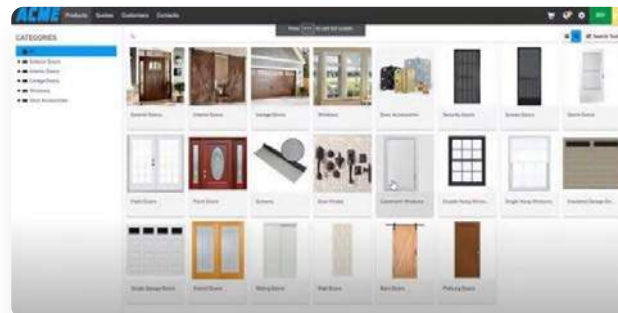 ACME Products Quotes Customers Contacts
CATEGORIES
All
Exterior Doors
Interior Doors
Garage Doors
Windows
Door Accessories
Exterior Doors Interior Doors Garage Doors Windows Door Accessories Security Doors Screen Doors Storm Doors
Patio Doors Front Doors Screens Door Knobs Casement Windows Double Hung Single Hung Windows Insulated Garage
Single Garage Doors French Doors Sliding Doors Slab Doors Barn Doors Prehung Doors